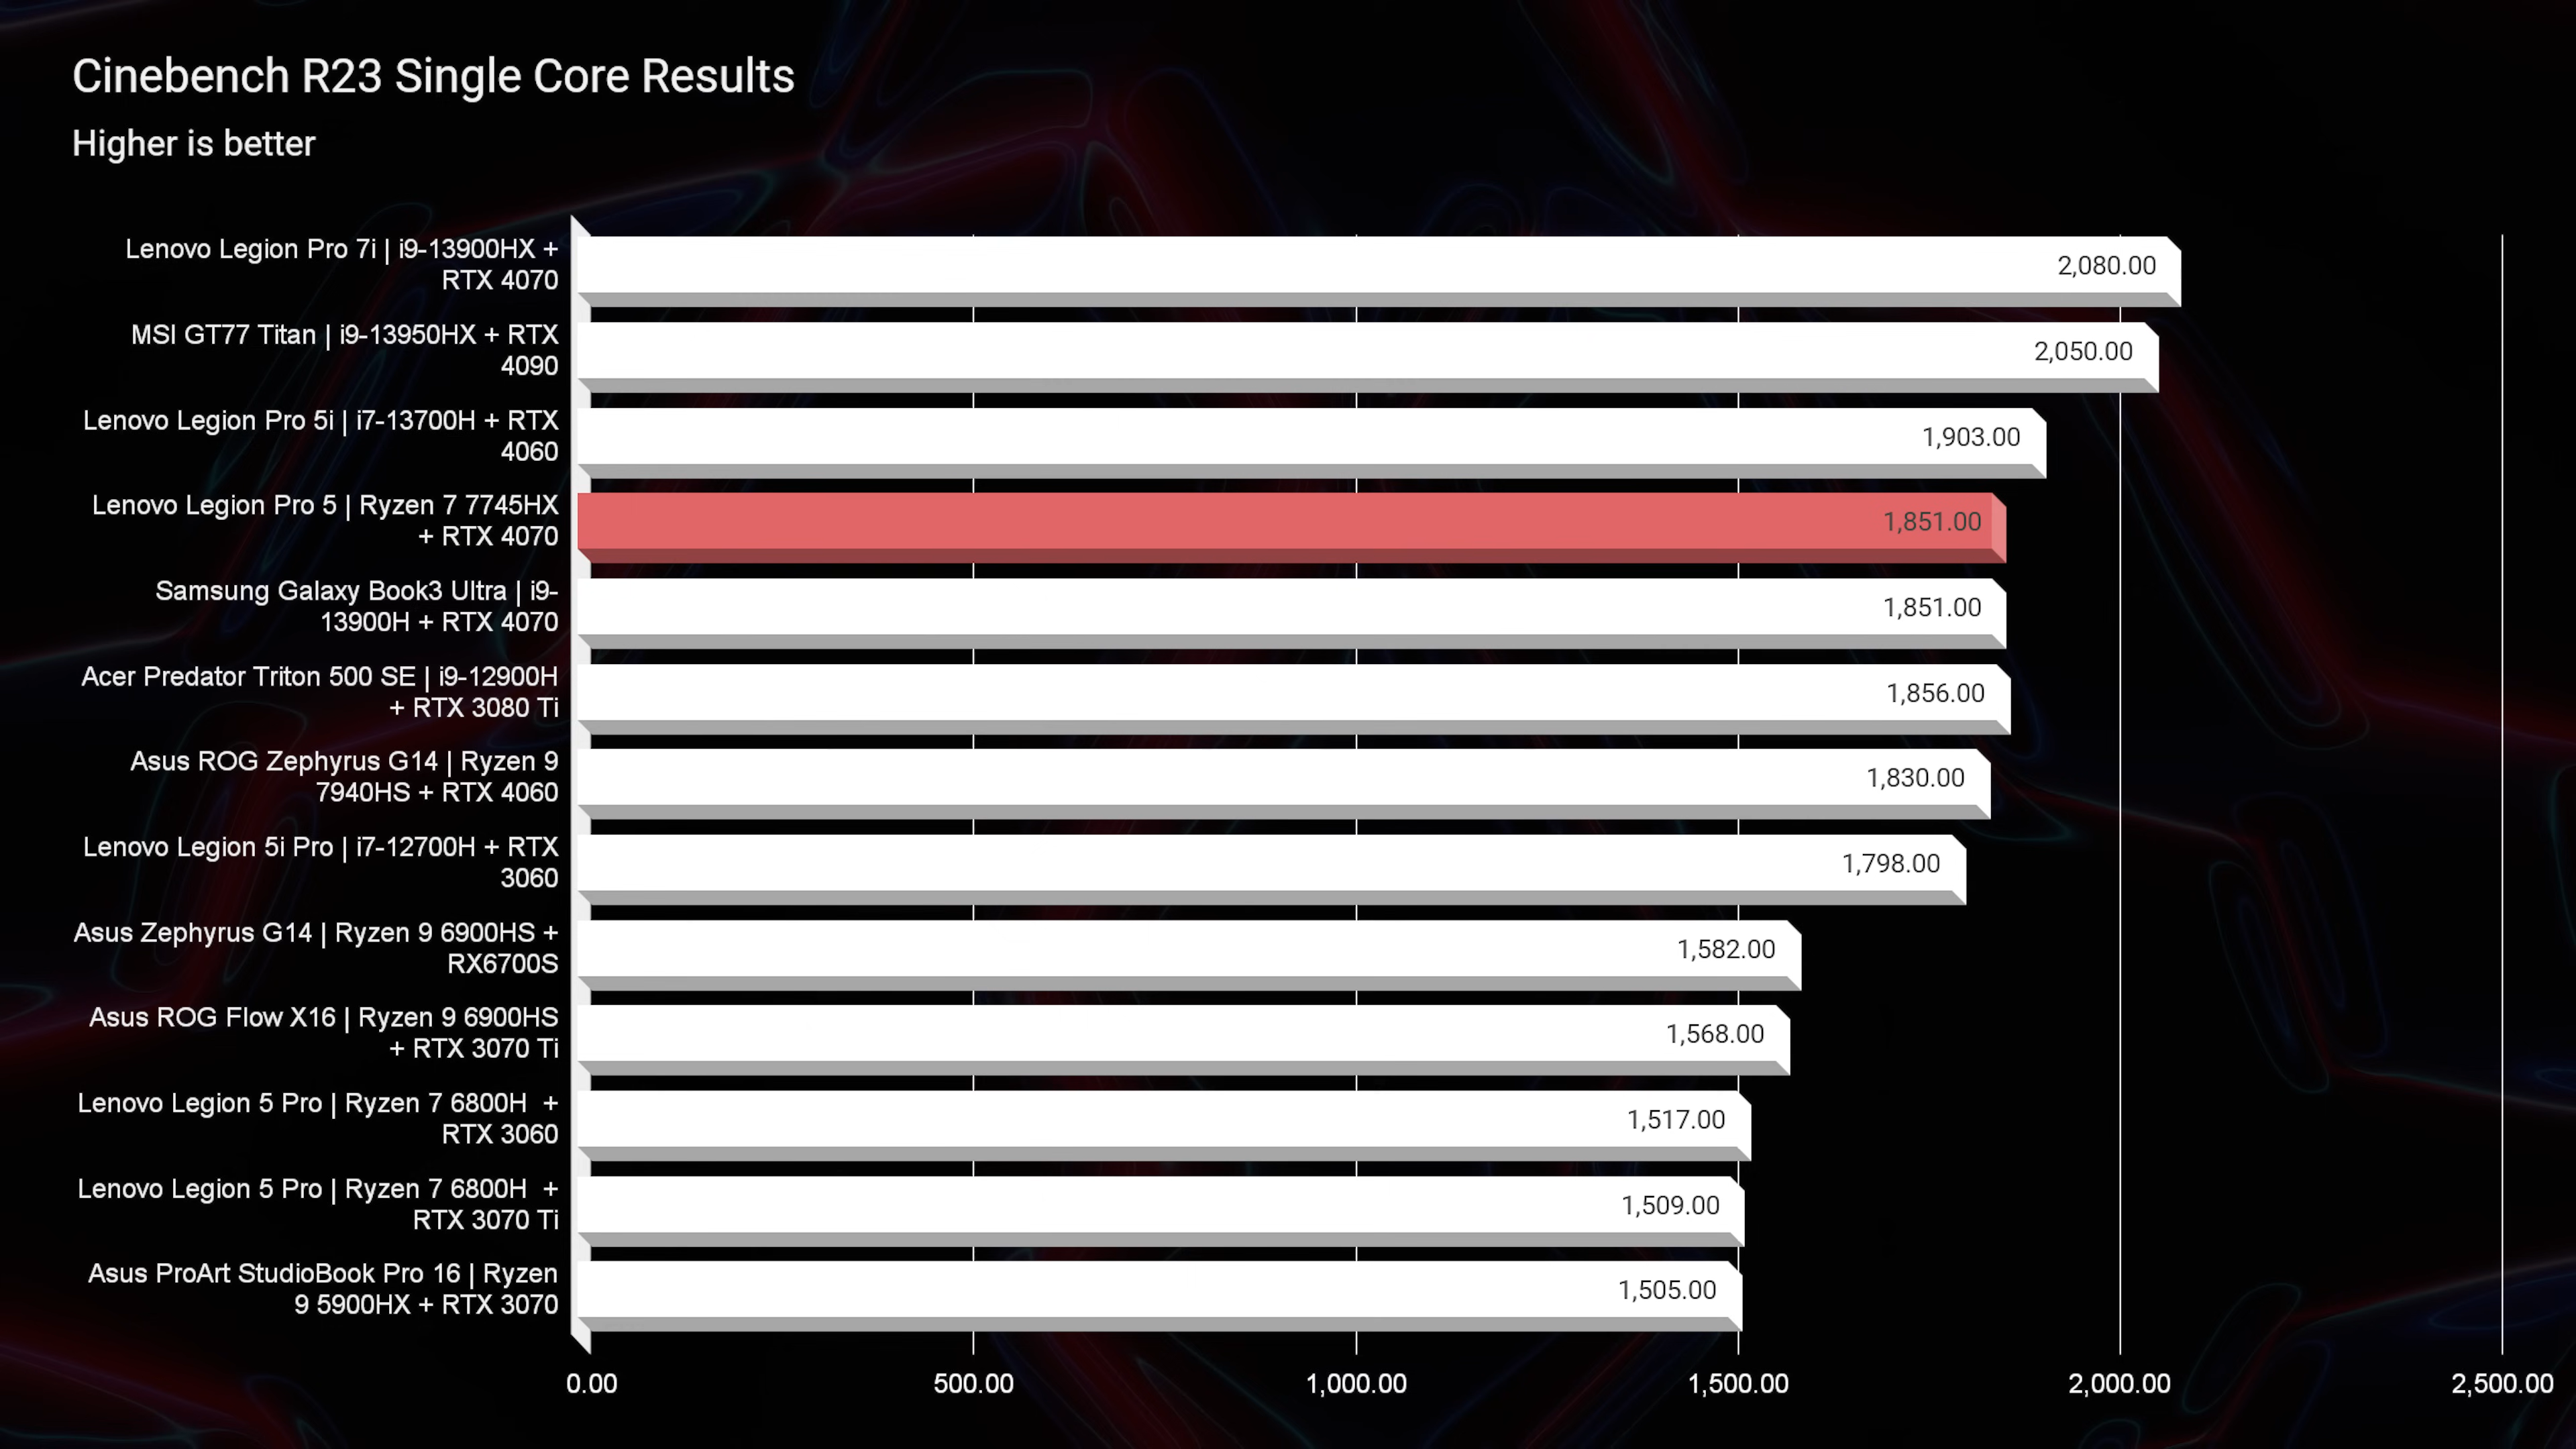 Cinebench R23 Single Core Results
Higher is better
Lenovo Legion Pro 7i | i9-13900HX +
RTX 4070
2,080.00
MSI GT77 Titan | i9-13950HX + RTX
4090
2,050.00
Lenovo Legion Pro 5i | i7-13700H + RTX
4060
1,903.00
Lenovo Legion Pro 5 | Ryzen 7 7745HX
+ RTX 4070
1,851.00
Samsung Galaxy Book3 Ultra | i9-
13900H + RTX 4070
1,851.00
Acer Predator Triton 500 SE | i9-12900H
+ RTX 3080 Ti
1,856.00
Asus ROG Zephyrus G14 | Ryzen 9
7940HS + RTX 4060
1,830.00
Lenovo Legion 5i Pro | i7-12700H + RTX
3060
1,798.00
Asus Zephyrus G14 | Ryzen 9 6900HS +
RX6700S
1,582.00
Asus ROG Flow X16 | Ryzen 9 6900HS
+ RTX 3070 Ti
1,568.00
Lenovo Legion 5 Pro | Ryzen 7 6800H  +
RTX 3060
1,517.00
Lenovo Legion 5 Pro | Ryzen 7 6800H  +
RTX 3070 Ti
1,509.00
Asus ProArt StudioBook Pro 16 | Ryzen
9 5900HX + RTX 3070
1,505.00
0.00 500.00 1,000.00 1,500.00 2,000.00 2,500.00